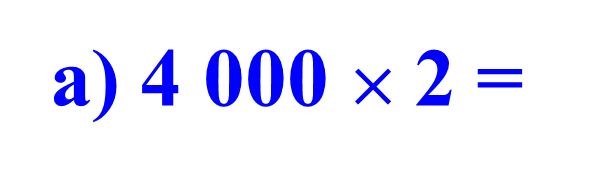 a) 4 000 × 2 =